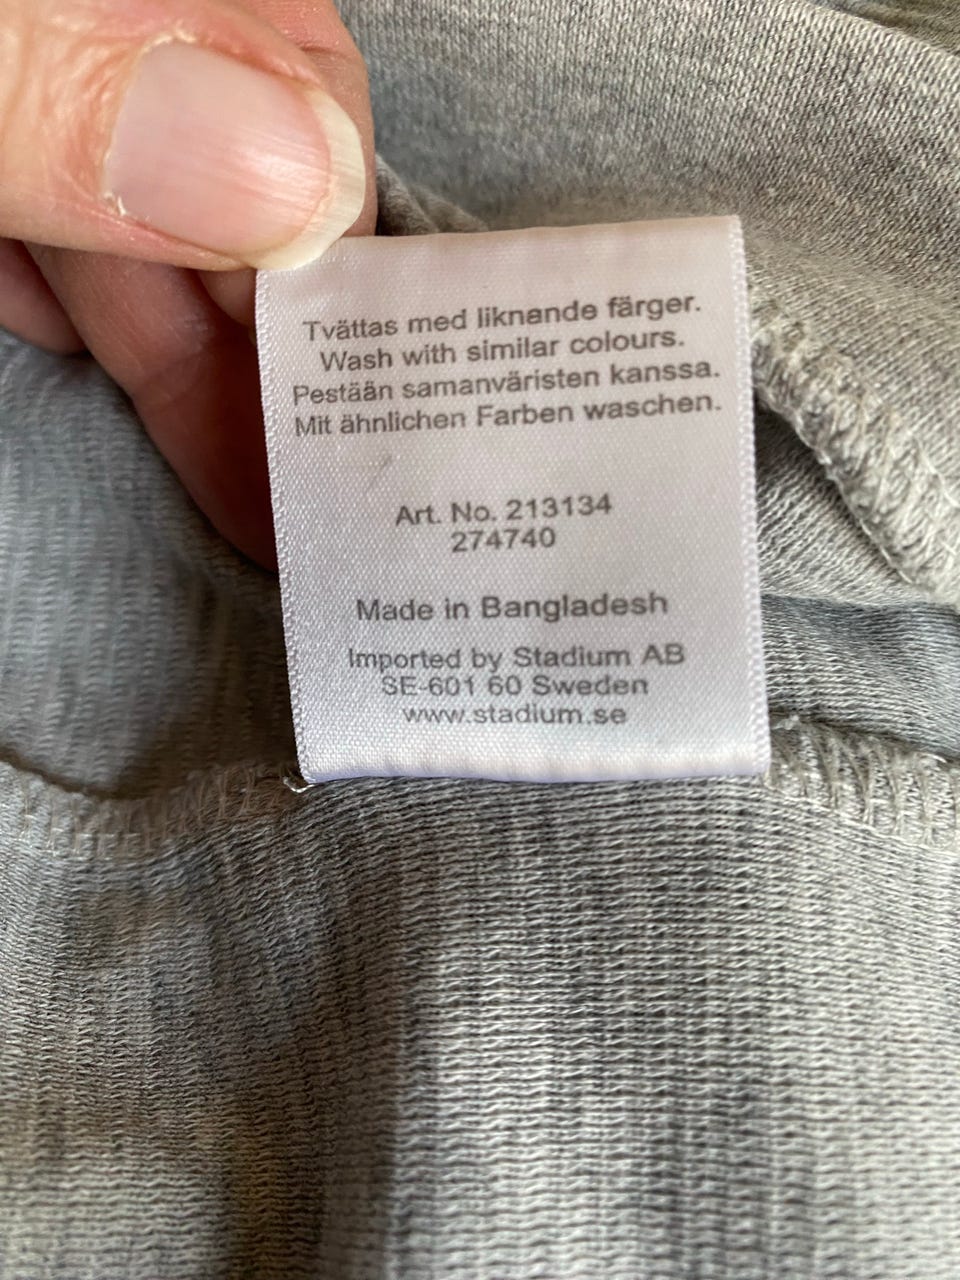 Tvättas med liknande färger.
Wash with similar colours.
Pestään samanväristen kanssa.
Mit ähnlichen Farben waschen.
Art. No. 213134
274740
Made in Bangladesh
Imported by Stadium AB
SE-601 60 Sweden
www.stadium.se